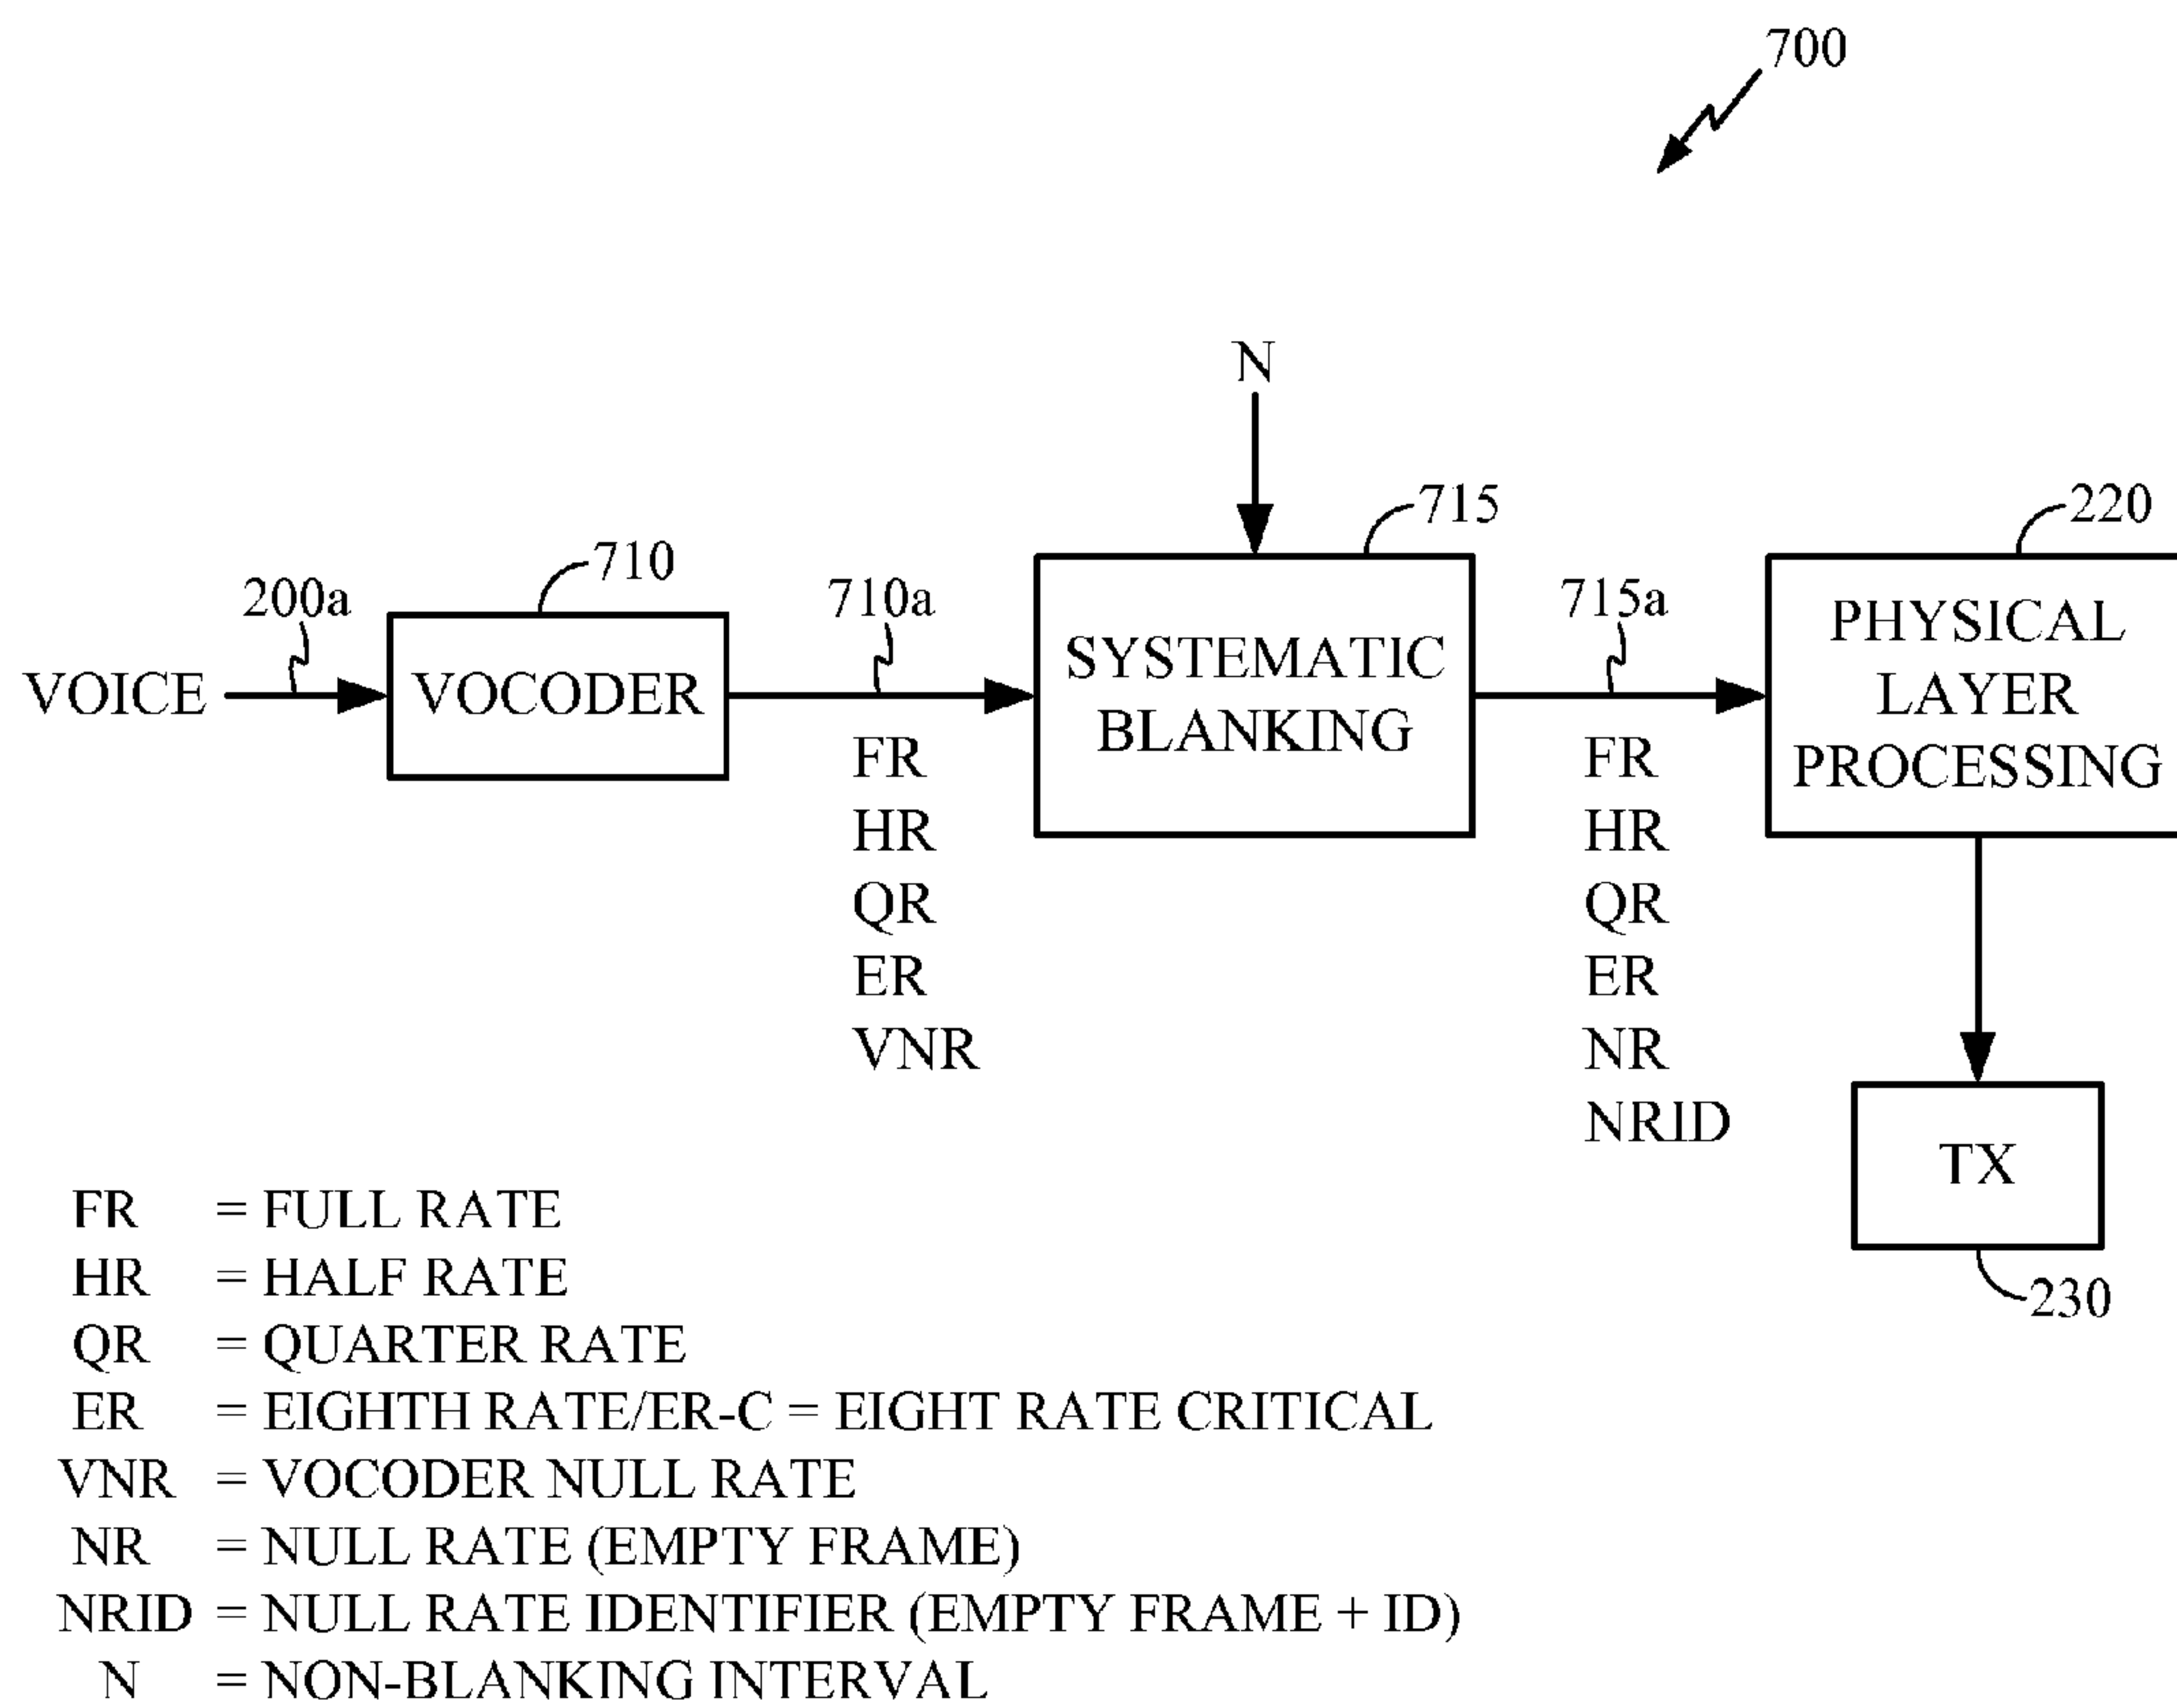 700
N
715
220
710
200a
710a
715a
VOICE
VOCODER
SYSTEMATIC
BLANKING
PHYSICAL
LAYER
PROCESSING
FR
HR
QR
ER
VNR
FR
HR
QR
ER
NR
NRID
TX
230
FR = FULL RATE
HR = HALF RATE
QR = QUARTER RATE
ER = EIGHTH RATE/ER-C = EIGHT RATE CRITICAL
VNR = VOCODER NULL RATE
NR = NULL RATE (EMPTY FRAME)
NRID = NULL RATE IDENTIFIER (EMPTY FRAME + ID)
N = NON-BLANKING INTERVAL